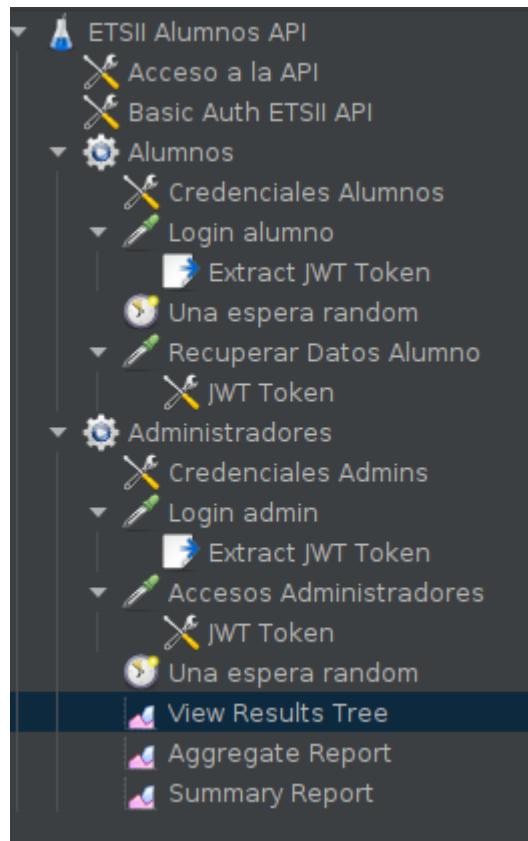 ETSII Alumnos API
Acceso a la API
Basic Auth ETSII API
Alumnos
Credenciales Alumnos
Login alumno
Extract JWT Token
Una espera random
Recuperar Datos Alumno
JWT Token
Administradores
Credenciales Admins
Login admin
Extract JWT Token
Accesos Administradores
JWT Token
Una espera random
View Results Tree
Aggregate Report
Summary Report